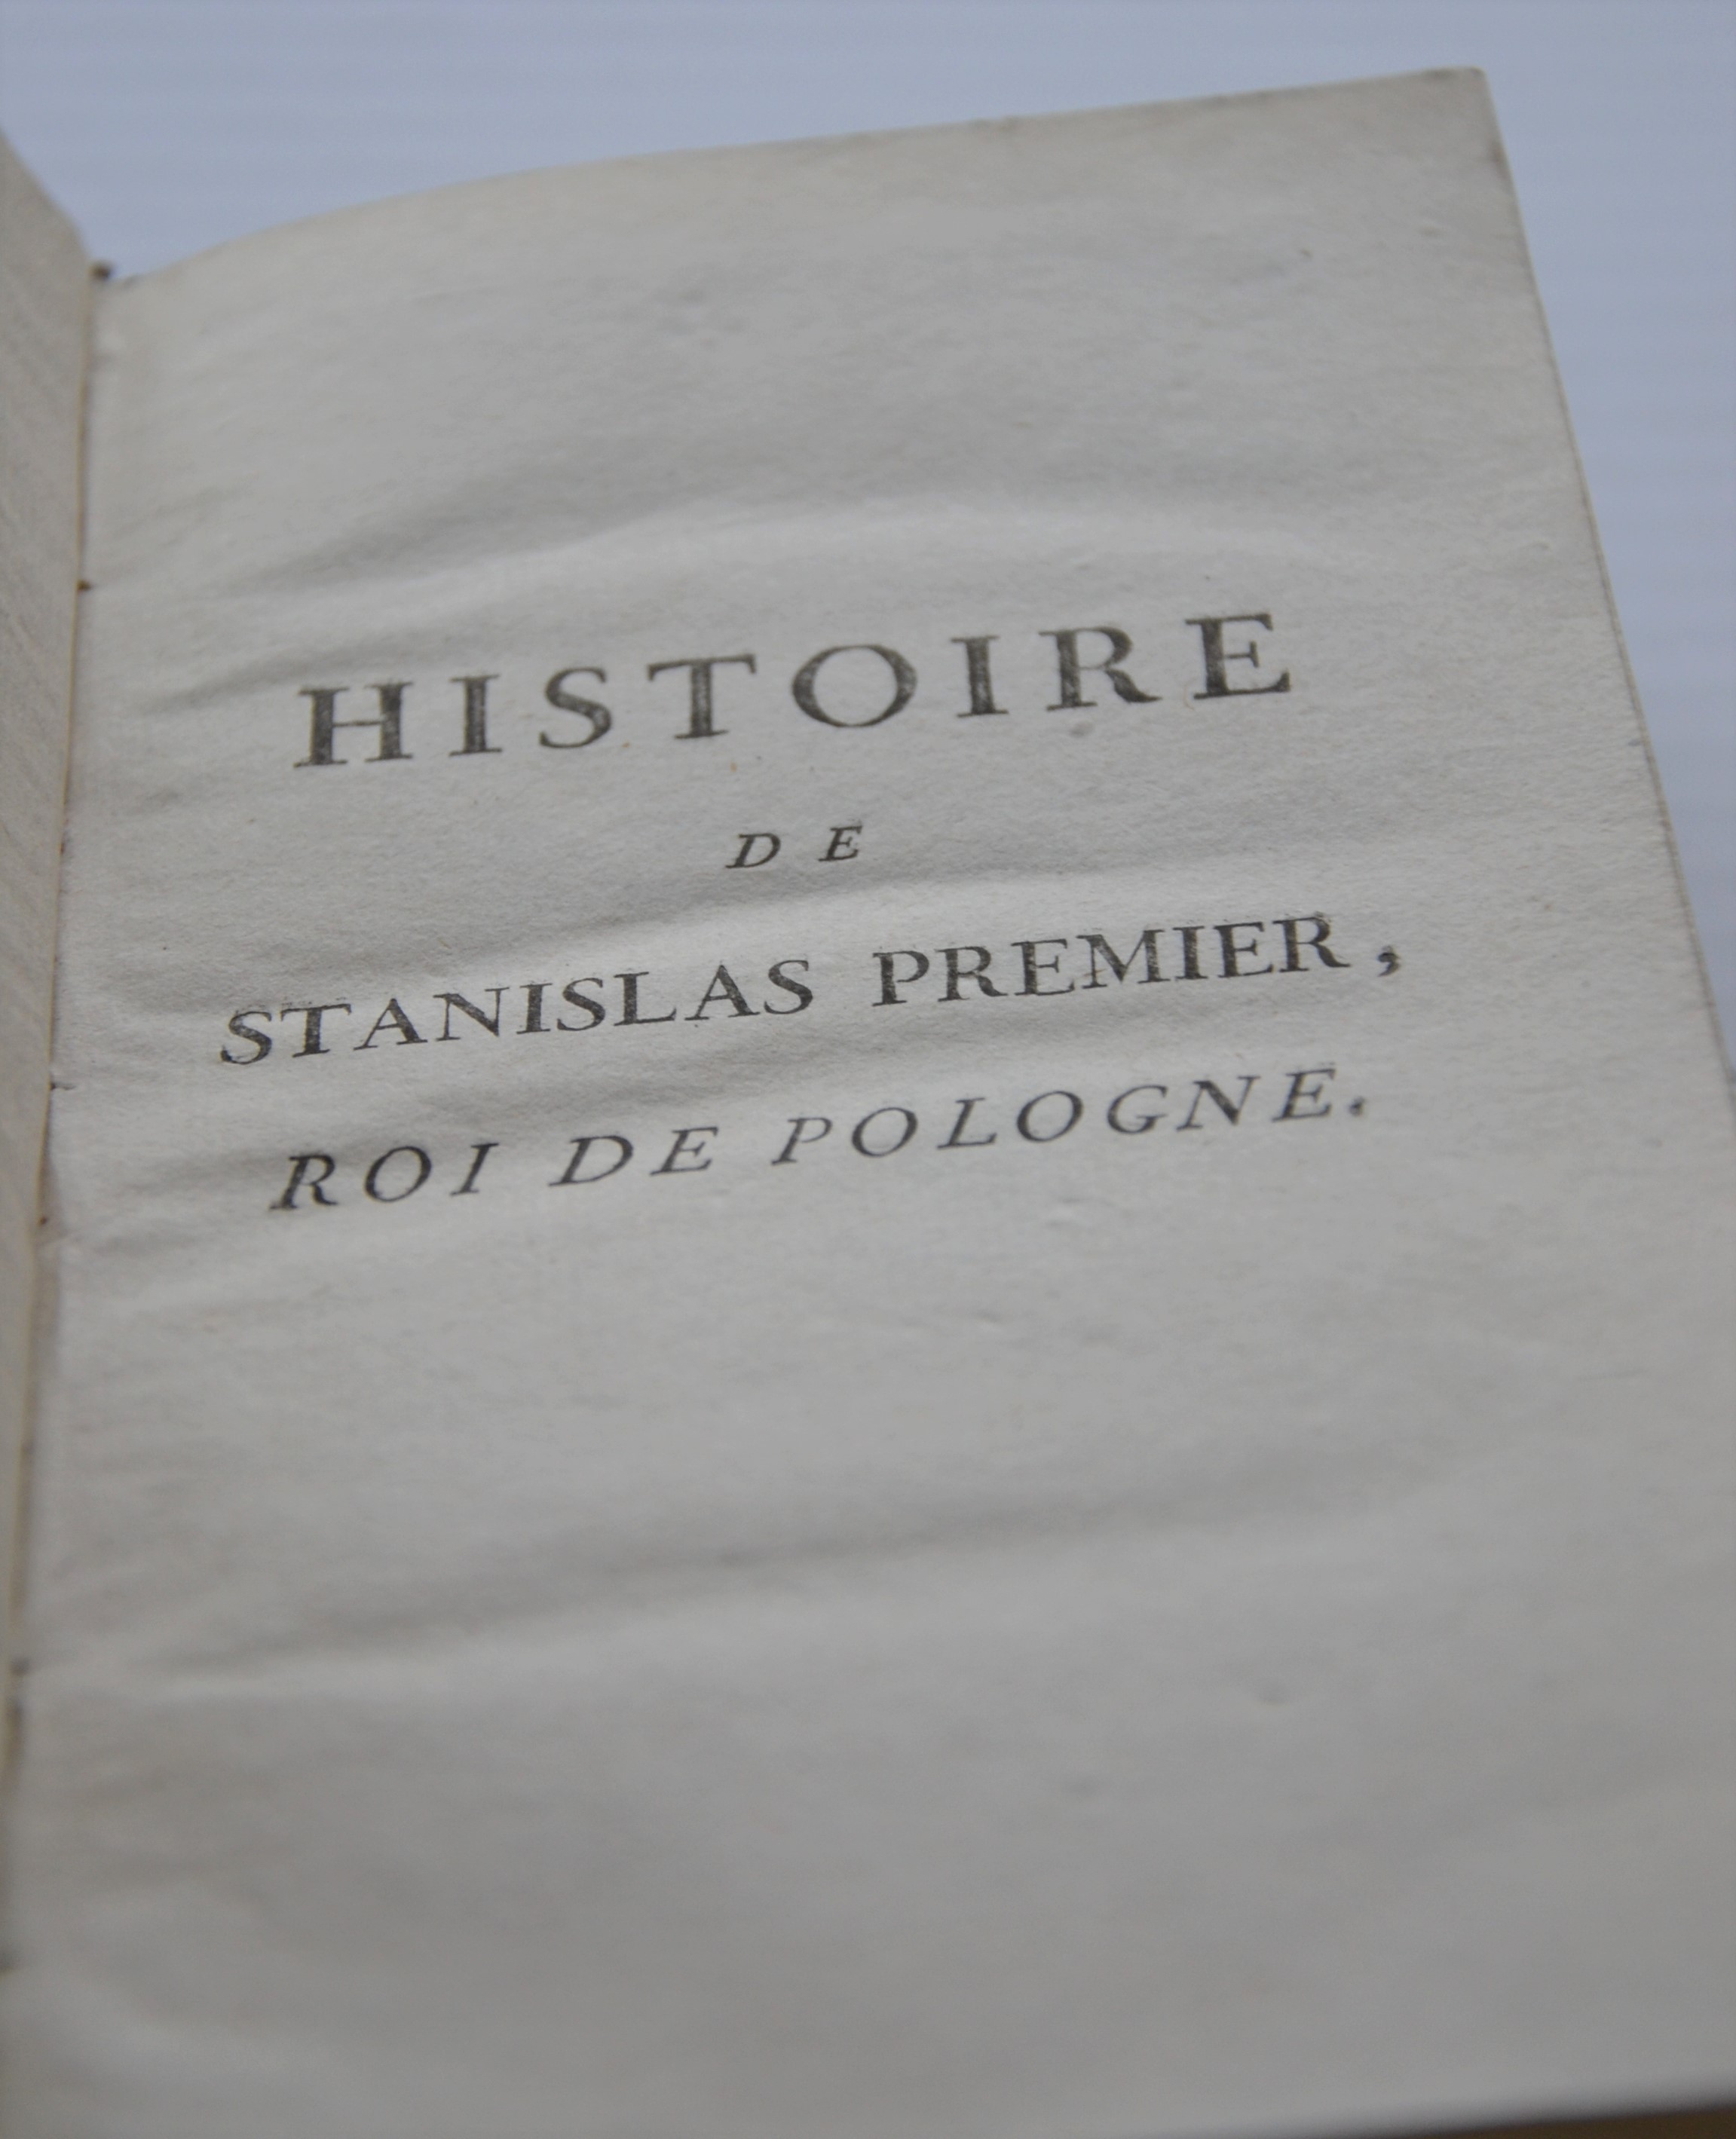 HISTOIRE
DE
STANISLAS PREMIER,
ROI DE POLOGNE.